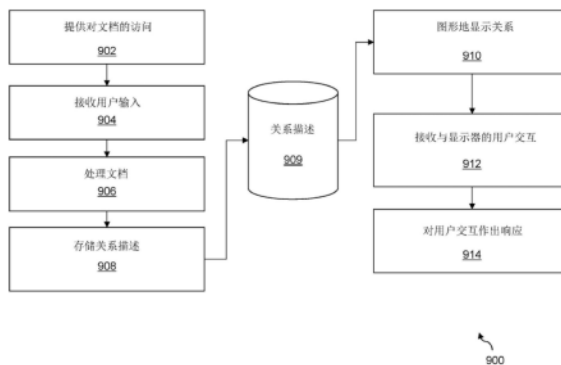 提供对文档的访问
902
接收用户输入
904
处理文档
906
存储关系描述
908
关系描述
909
图形地显示关系
910
接收与显示器的用户交互
912
对用户交互作出响应
914
900